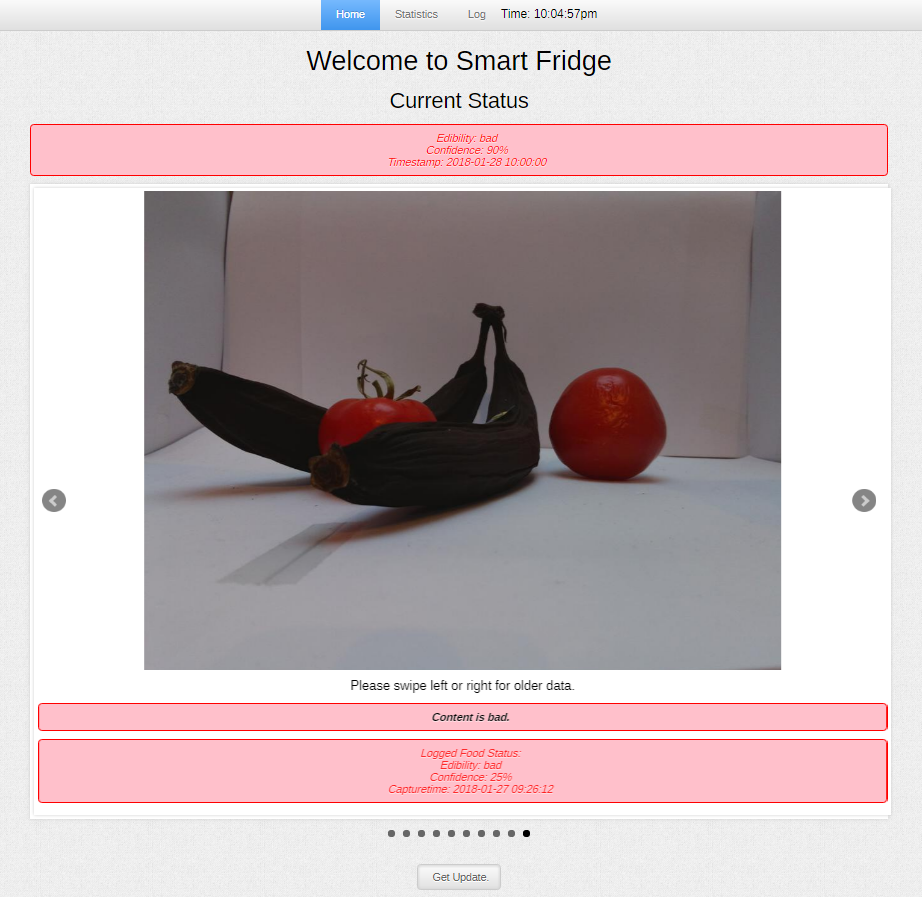 Home Statistics Log Time: 10:04:57pm
Welcome to Smart Fridge
Current Status
Edibility: bad
Confidence: 90%
Timestamp: 2018-01-28 10:00:00
Please swipe left or right for older data.
Content is bad.
Logged Food Status:
Edibility: bad
Confidence: 25%
Capturetime: 2018-01-27 09:26:12
Get Update.